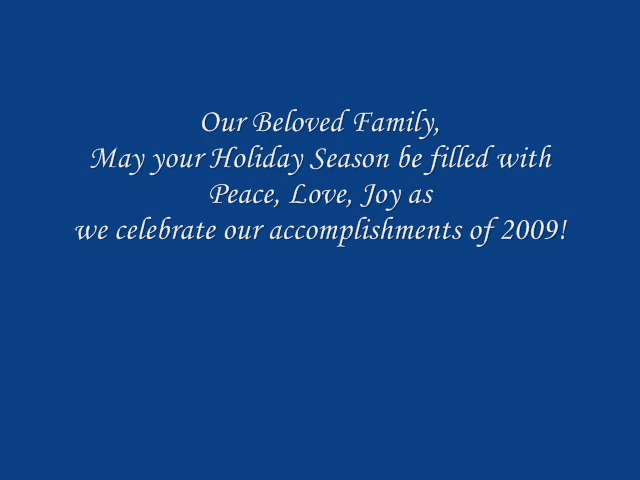 Our Beloved Family,
May your Holiday Season be filled with
Peace, Love, Joy as
we celebrate our accomplishments of 2009!